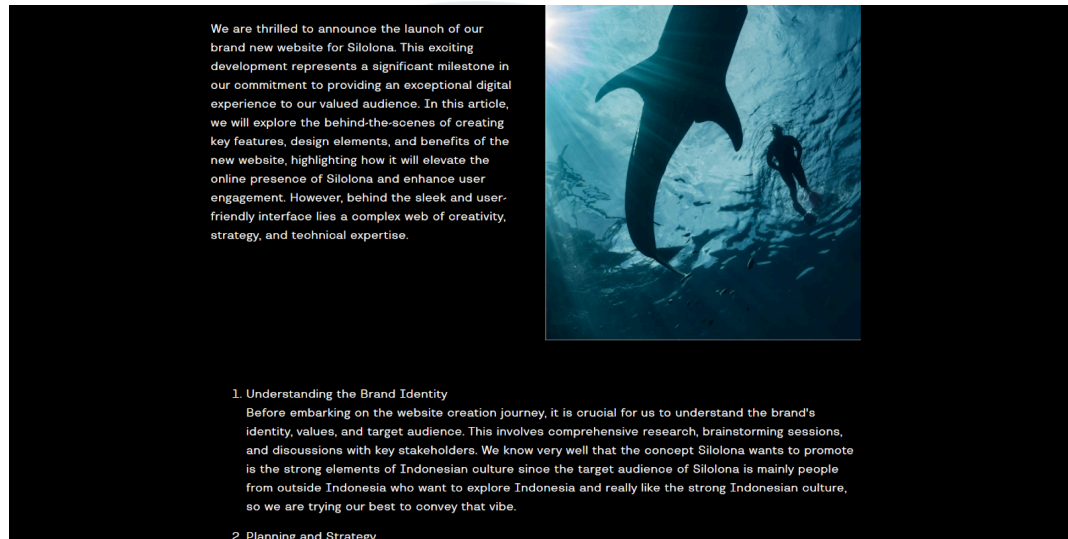 We are thrilled to announce the launch of our
brand new website for Silolona. This exciting
development represents a significant milestone in
our commitment to providing an exceptional digital
experience to our valued audience. In this article,
we will explore the behind-the-scenes of creating
key features, design elements, and benefits of the
new website, highlighting how it will elevate the
online presence of Silolona and enhance user
engagement. However, behind the sleek and user-
friendly interface lies a complex web of creativity,
strategy, and technical expertise.
1. Understanding the Brand Identity
Before embarking on the website creation journey, it is crucial for us to understand the brand's
identity, values, and target audience. This involves comprehensive research, brainstorming sessions,
and discussions with key stakeholders. We know very well that the concept Silolona wants to promote
is the strong elements of Indonesian culture since the target audience of Silolona is mainly people
from outside Indonesia who want to explore Indonesia and really like the strong Indonesian culture,
so we are trying our best to convey that vibe.
2. Planning and Strategy